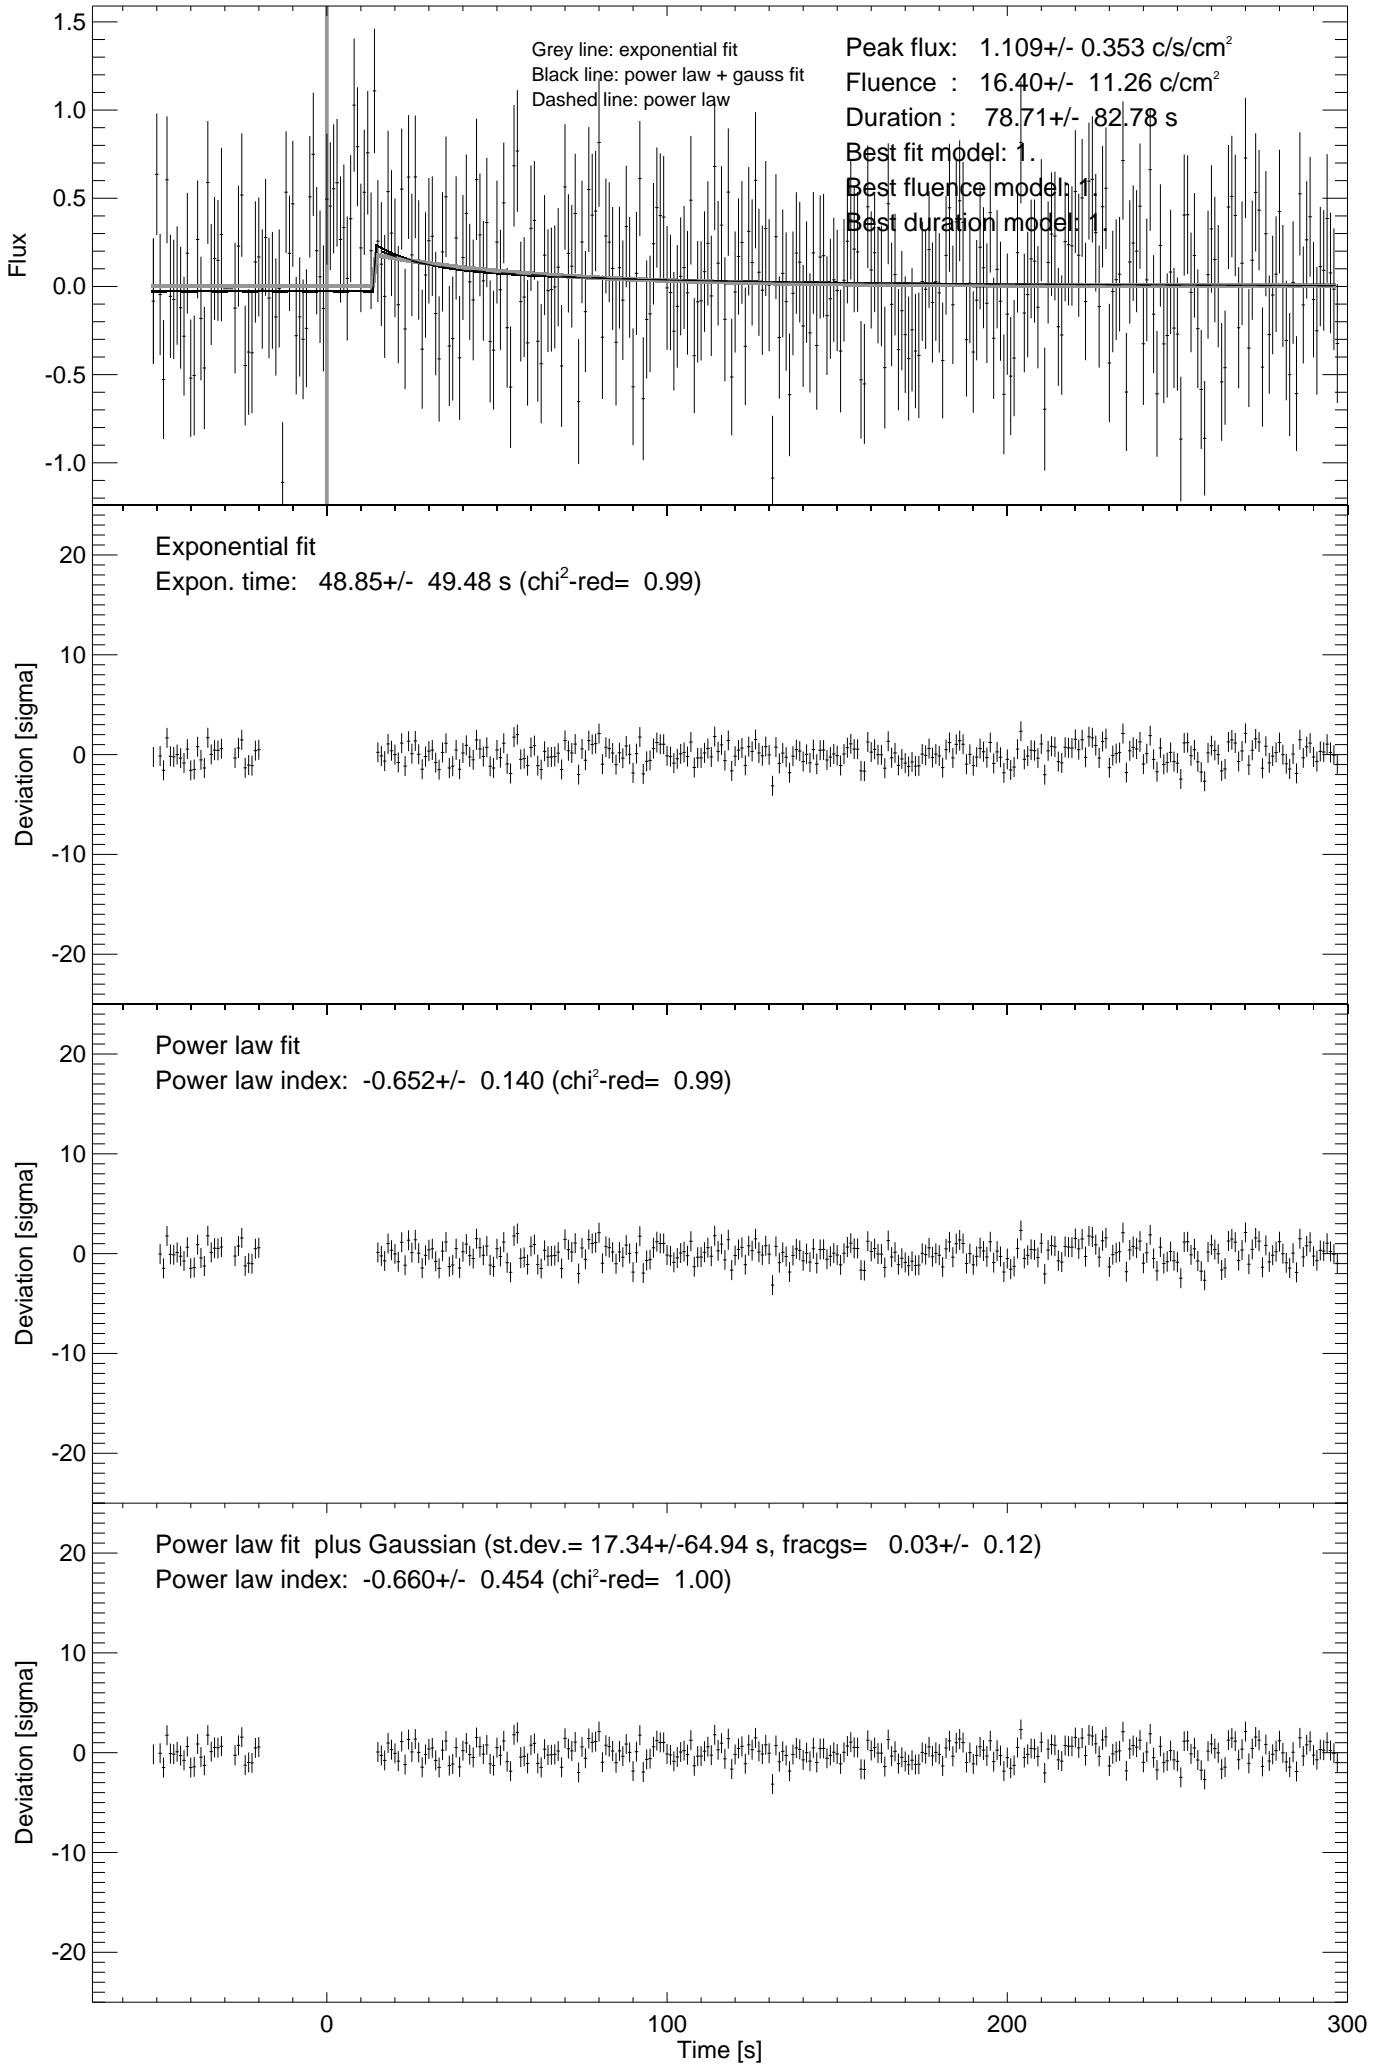 Grey line: exponential fit
Black line: power law + gauss fit
Dashed line: power law
Peak flux: 1.109+/- 0.353 c/s/cm²
Fluence : 16.40+/- 11.26 c/cm²
Duration : 78.71+/- 82.78 s
Best fit model: 1.
Best fluence model: 1.
Best duration model: 1.
Flux
1.5
1.0
0.5
0.0
-0.5
-1.0
Exponential fit
Expon. time: 48.85+/- 49.48 s (chi²-red= 0.99)
Deviation [sigma]
20
10
0
-10
-20
Power law fit
Power law index: -0.652+/- 0.140 (chi²-red= 0.99)
Deviation [sigma]
20
10
0
-10
-20
Power law fit plus Gaussian (st.dev.= 17.34+/-64.94 s, fracgs= 0.03+/- 0.12)
Power law index: -0.660+/- 0.454 (chi²-red= 1.00)
Deviation [sigma]
20
10
0
-10
-20
0 100 200 300
Time [s]